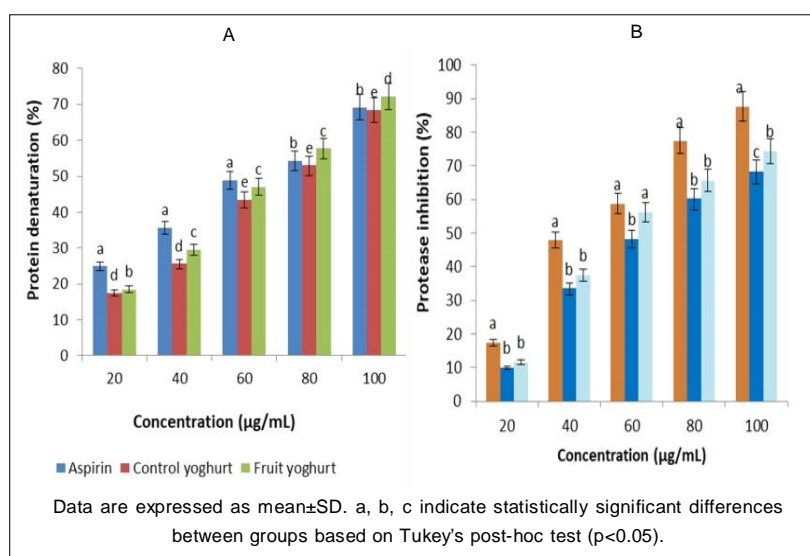 A
Protein denaturation (%)
80
70
60
50
40
30
20
10
0
a d b
a d c
a e c
b e c
b e d
20 40 60 80 100
Concentration (µg/mL)
Aspirin Control yoghurt Fruit yoghurt
B
Protease inhibition (%)
100
90
80
70
60
50
40
30
20
10
0
a b b
a b b
a b a
a b b
a c b
20 40 60 80 100
Concentration (µg/mL)
Data are expressed as mean±SD. a, b, c indicate statistically significant differences
between groups based on Tukey’s post-hoc test (p<0.05).